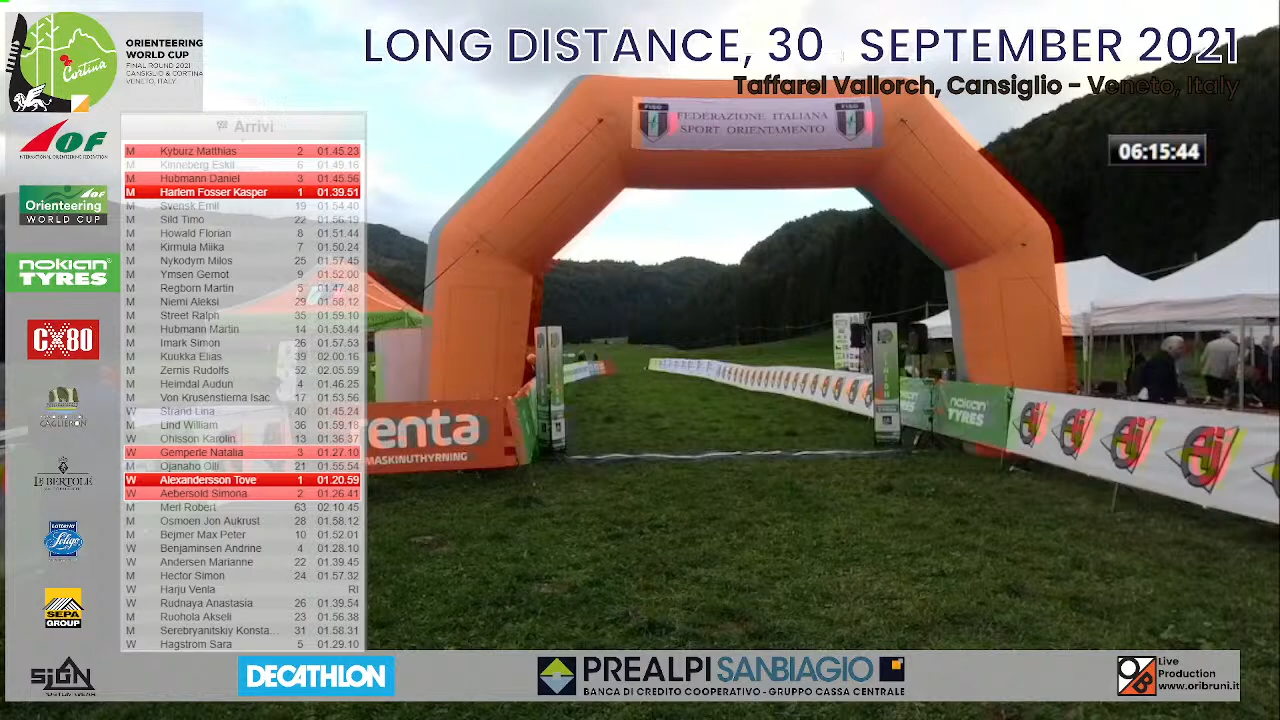 LONG DISTANCE, 30 . SEPTEMBER 2021
Taffarel Vallorch, Cansiglio - Veneto, Italy
ORIENTEERING
WORLD CUP
FINAL ROUND 2021
CANSIGLIO & CORTINA
VENETO, ITALY
Cortina
IOF
INTERNATIONAL ORIENTEERING FEDERATION
IOF
Orienteering
WORLD CUP
NOKIAN
TYRES
CX80
CAGLIERON
LE BERTOLE
Soligo
SEPA
GROUP
SIGN
Arrivi
M Kyburz Matthias 2 01.45.23
M Kinneberg Eskil 6 01.49.16
M Hubmann Daniel 3 01.45.56
M Harlem Fosser Kasper 1 01.39.51
M Svensk Emil 19 01.54.40
M Sild Timo 22 01.56.19
M Howald Florian 8 01.51.44
M Kirmula Miika 7 01.50.24
M Nykodym Milos 25 01.57.45
M Ymsen Gernot 9 01.52.00
M Regborn Martin 5 01.47.48
M Niemi Aleksi 29 01.58.12
M Street Ralph 35 01.59.10
M Hubmann Martin 14 01.53.44
M Imark Simon 26 01.57.53
M Kuukka Elias 39 02.00.16
M Zernis Rudolfs 52 02.05.59
M Heimdal Audun 4 01.46.25
M Von Krusenstierna Isac 17 01.53.56
W Strand Lina 40 01.45.24
M Lind William 36 01.59.18
W Ohlsson Karolin 13 01.36.37
W Gemperle Natalia 3 01.27.10
M Ojanaho Olli 21 01.55.54
W Alexandersson Tove 1 01.20.59
W Aebersold Simona 2 01.26.41
M Merl Robert 63 02.10.45
M Osmoen Jon Aukrust 28 01.58.12
M Bejmer Max Peter 10 01.52.01
W Benjaminsen Andrine 4 01.28.10
W Andersen Marianne 22 01.39.45
M Hector Simon 24 01.57.32
W Harju Venla RI
W Rudnaya Anastasia 26 01.39.54
M Ruohola Akseli 23 01.56.38
M Serebryanitskiy Konsta... 31 01.58.31
W Hagstrom Sara 5 01.29.10
06:15:44
FISO
FISO
FEDERAZIONE ITALIANA
SPORT ORIENTAMENTO
enta
MASKINUTHYRNING
FINISH
NOKIAN
TYRES
DECATHLON
PREALPI SANBIAGIO
BANCA DI CREDITO COOPERATIVO - GRUPPO CASSA CENTRALE
Live
Production
www.oribruni.it